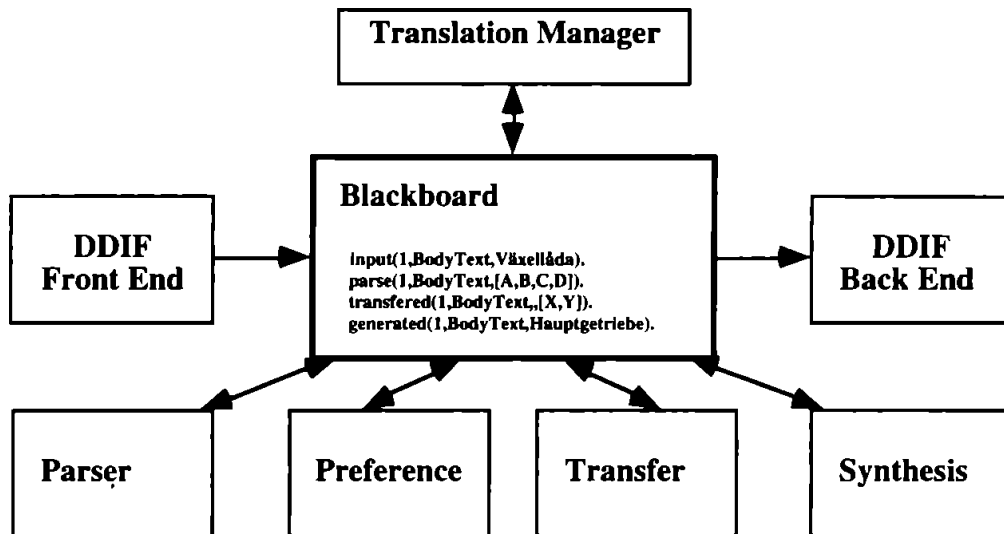 Translation Manager
Blackboard
DDIF
Front End
input(1,BodyText,Växellåda).
parse(1,BodyText,[A,B,C,D]).
transfered(1,BodyText,,[X,Y]).
generated(1,BodyText,Hauptgetriebe).
DDIF
Back End
Parser
Preference
Transfer
Synthesis